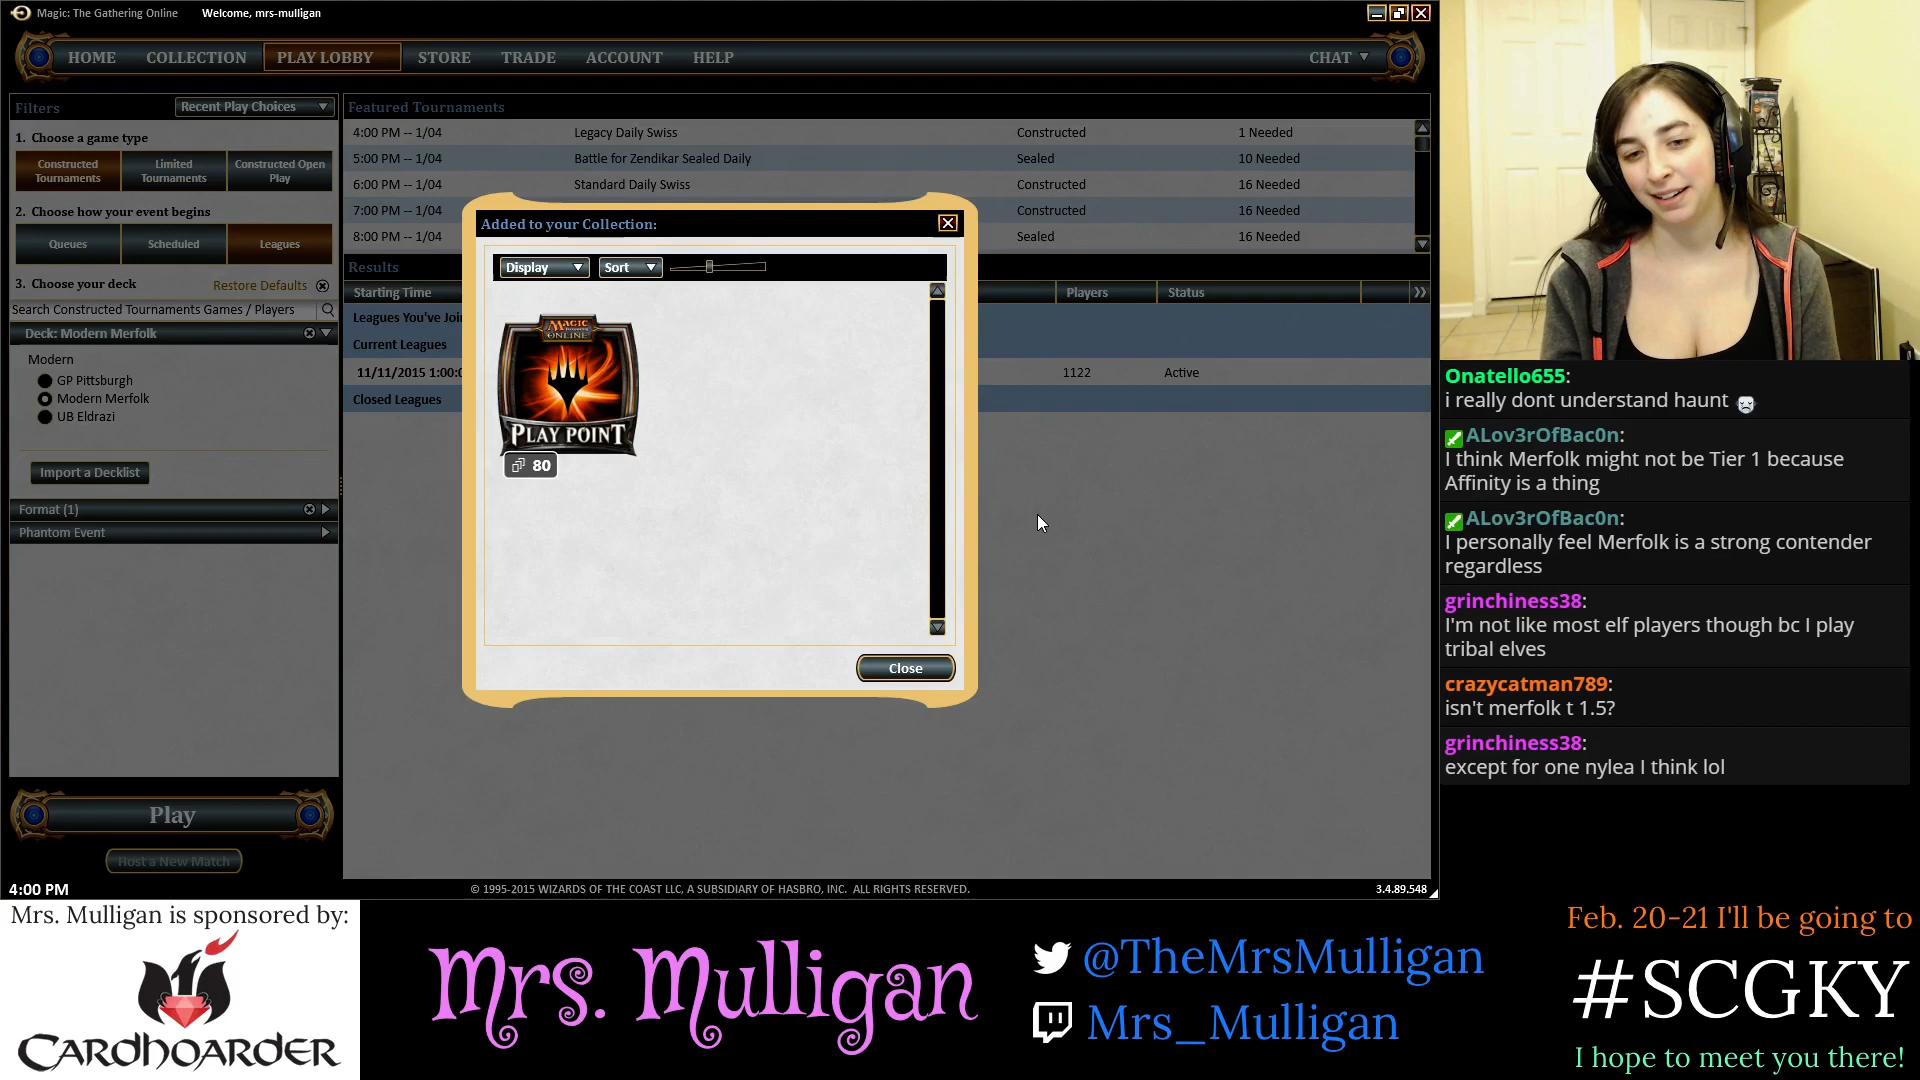 Magic: The Gathering Online Welcome, mrs-mulligan
HOME COLLECTION PLAY LOBBY STORE TRADE ACCOUNT HELP CHAT
Filters Recent Play Choices
1. Choose a game type
Constructed Tournaments Limited Tournaments Constructed Open Play
2. Choose how your event begins
Queues Scheduled Leagues
3. Choose your deck Restore Defaults
Search Constructed Tournaments Games / Players
Deck: Modern Merfolk
Modern
GP Pittsburgh
Modern Merfolk
UB Eldrazi
Import a Decklist
Format (1)
Phantom Event
Play
Host a New Match
4:00 PM
Featured Tournaments
4:00 PM -- 1/04 Legacy Daily Swiss Constructed 1 Needed
5:00 PM -- 1/04 Battle for Zendikar Sealed Daily Sealed 10 Needed
6:00 PM -- 1/04 Standard Daily Swiss Constructed 16 Needed
7:00 PM -- 1/04 Constructed 16 Needed
8:00 PM -- 1/04 Sealed 16 Needed
Results
Starting Time Players Status
Leagues You've Joi
Current Leagues
11/11/2015 1:00:0 1122 Active
Closed Leagues
Added to your Collection:
Display Sort
MAGIC
ONLINE
PLAY POINT
80
Close
© 1995-2015 WIZARDS OF THE COAST LLC, A SUBSIDIARY OF HASBRO, INC. ALL RIGHTS RESERVED.
3.4.89.548
Onatello655:
i really dont understand haunt
ALov3rOfBac0n:
I think Merfolk might not be Tier 1 because
Affinity is a thing
ALov3rOfBac0n:
I personally feel Merfolk is a strong contender
regardless
grinchiness38:
I'm not like most elf players though bc I play
tribal elves
crazycatman789:
isn't merfolk t 1.5?
grinchiness38:
except for one nylea I think lol
Mrs. Mulligan is sponsored by:
CARDHOARDER
Mrs. Mulligan
@TheMrsMulligan
Mrs_Mulligan
Feb. 20-21 I'll be going to
#SCGKY
I hope to meet you there!